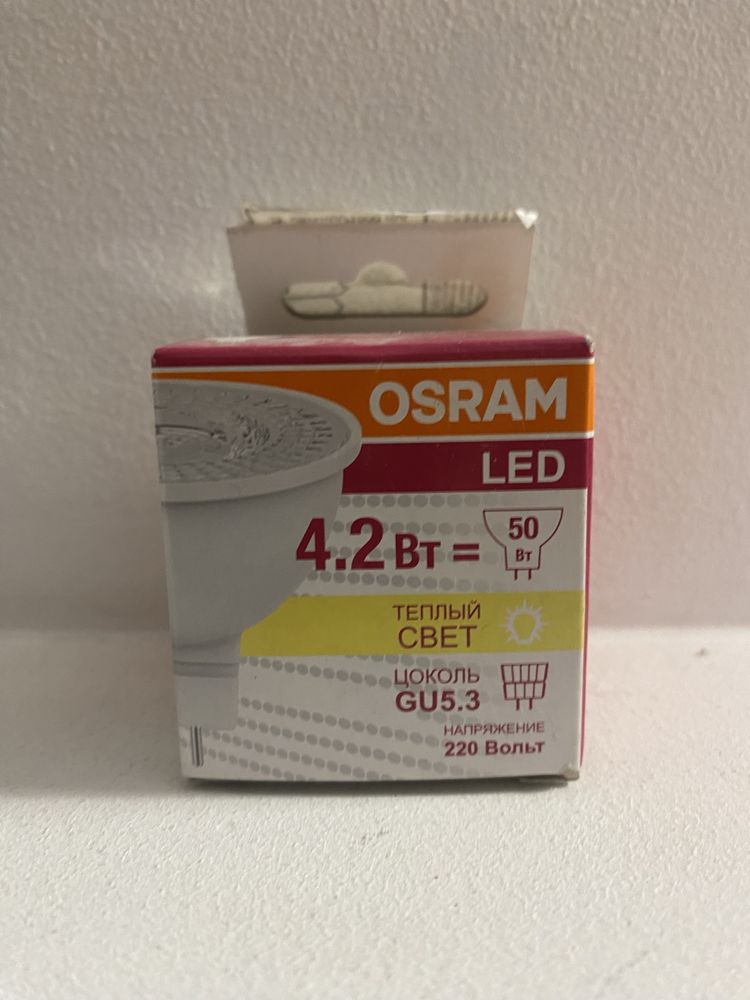 OSRAM
LED
4.2 Вт =
50
Вт
ТЕПЛЫЙ
СВЕТ
ЦОКОЛЬ
GU5.3
НАПРЯЖЕНИЕ
220 Вольт